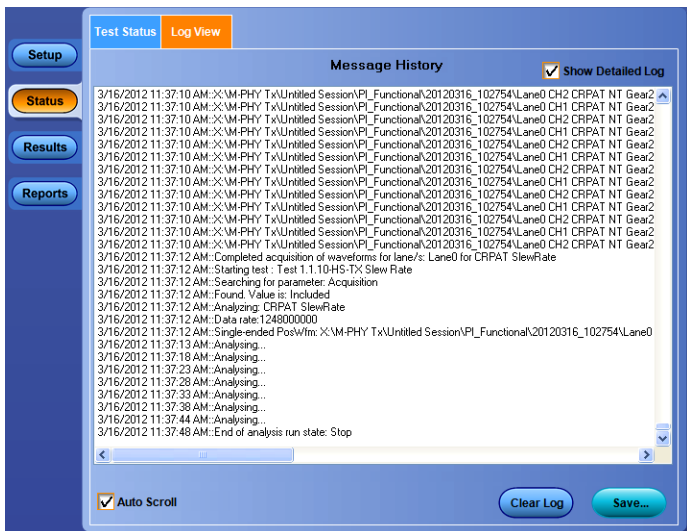 Test Status
Log View
Setup
Message History
Show Detailed Log
Status
3/16/2012 11:37:10 AM::X:\M-PHY Tx\Untitled Session\PI_Functional\20120316_102754\Lane0 CH2 CRPAT NT Gear2
3/16/2012 11:37:10 AM::X:\M-PHY Tx\Untitled Session\PI_Functional\20120316_102754\Lane0 CH1 CRPAT NT Gear2
3/16/2012 11:37:10 AM::X:\M-PHY Tx\Untitled Session\PI_Functional\20120316_102754\Lane0 CH2 CRPAT NT Gear2
3/16/2012 11:37:10 AM::X:\M-PHY Tx\Untitled Session\PI_Functional\20120316_102754\Lane0 CH1 CRPAT NT Gear2
3/16/2012 11:37:10 AM::X:\M-PHY Tx\Untitled Session\PI_Functional\20120316_102754\Lane0 CH2 CRPAT NT Gear2
3/16/2012 11:37:10 AM::X:\M-PHY Tx\Untitled Session\PI_Functional\20120316_102754\Lane0 CH1 CRPAT NT Gear2
3/16/2012 11:37:10 AM::X:\M-PHY Tx\Untitled Session\PI_Functional\20120316_102754\Lane0 CH2 CRPAT NT Gear2
3/16/2012 11:37:10 AM::X:\M-PHY Tx\Untitled Session\PI_Functional\20120316_102754\Lane0 CH1 CRPAT NT Gear2
3/16/2012 11:37:10 AM::X:\M-PHY Tx\Untitled Session\PI_Functional\20120316_102754\Lane0 CH2 CRPAT NT Gear2
3/16/2012 11:37:10 AM::X:\M-PHY Tx\Untitled Session\PI_Functional\20120316_102754\Lane0 CH1 CRPAT NT Gear2
3/16/2012 11:37:10 AM::X:\M-PHY Tx\Untitled Session\PI_Functional\20120316_102754\Lane0 CH2 CRPAT NT Gear2
3/16/2012 11:37:10 AM::X:\M-PHY Tx\Untitled Session\PI_Functional\20120316_102754\Lane0 CH1 CRPAT NT Gear2
3/16/2012 11:37:10 AM::X:\M-PHY Tx\Untitled Session\PI_Functional\20120316_102754\Lane0 CH2 CRPAT NT Gear2
3/16/2012 11:37:12 AM::Completed acquisition of waveforms for lane/s: Lane0 for CRPAT SlewRate
3/16/2012 11:37:12 AM::Starting test : Test 1.1.10-HS-TX Slew Rate
3/16/2012 11:37:12 AM::Searching for parameter: Acquisition
3/16/2012 11:37:12 AM::Found. Value is: Included
3/16/2012 11:37:12 AM::Analyzing: CRPAT SlewRate
3/16/2012 11:37:12 AM::Data rate:1248000000
3/16/2012 11:37:12 AM::Single-ended PosWfm: X:\M-PHY Tx\Untitled Session\PI_Functional\20120316_102754\Lane0
3/16/2012 11:37:13 AM::Analysing...
3/16/2012 11:37:18 AM::Analysing...
3/16/2012 11:37:23 AM::Analysing...
3/16/2012 11:37:28 AM::Analysing...
3/16/2012 11:37:33 AM::Analysing...
3/16/2012 11:37:38 AM::Analysing...
3/16/2012 11:37:44 AM::Analysing...
3/16/2012 11:37:48 AM::End of analysis run state: Stop
Results
Reports
Auto Scroll
Clear Log
Save...